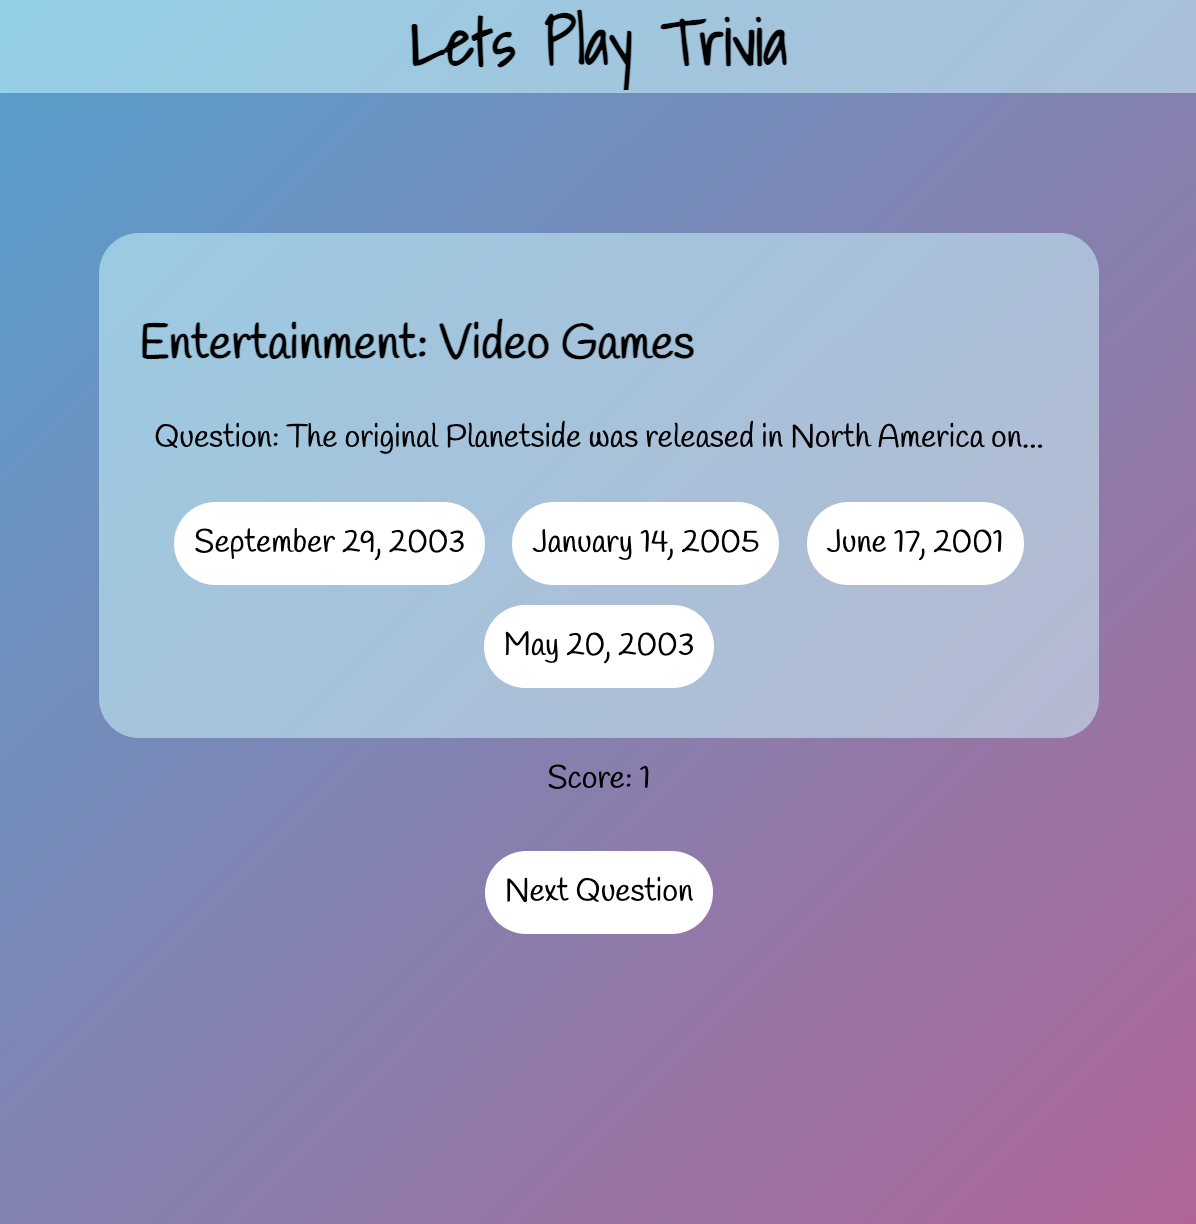 Lets Play Trivia
Entertainment: Video Games
Question: The original Planetside was released in North America on...
September 29, 2003 January 14, 2005 June 17, 2001
May 20, 2003
Score: 1
Next Question